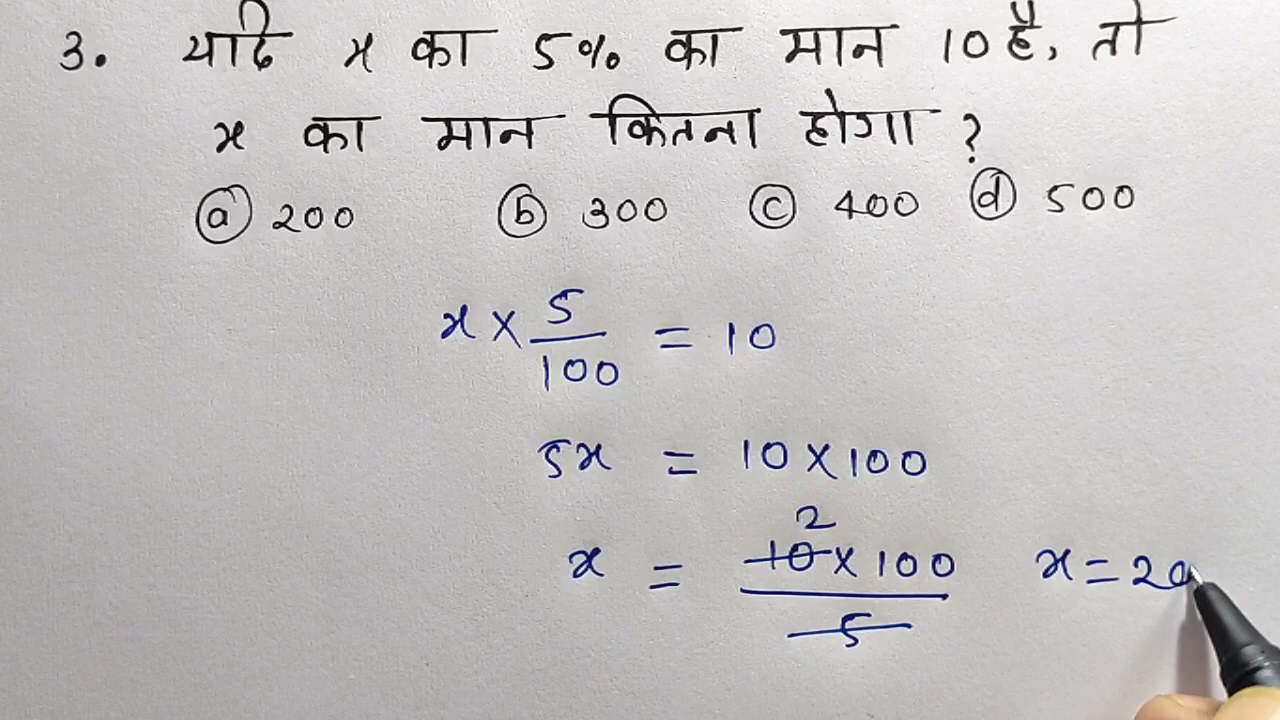 3. यदि x का 5% का मान 10 है, तो
x का मान कितना होगा ?
(a) 200 (b) 300 (c) 400 (d) 500
x × 5/100 = 10
5x = 10 × 100
2
x = 10 × 100 / 5 x = 20